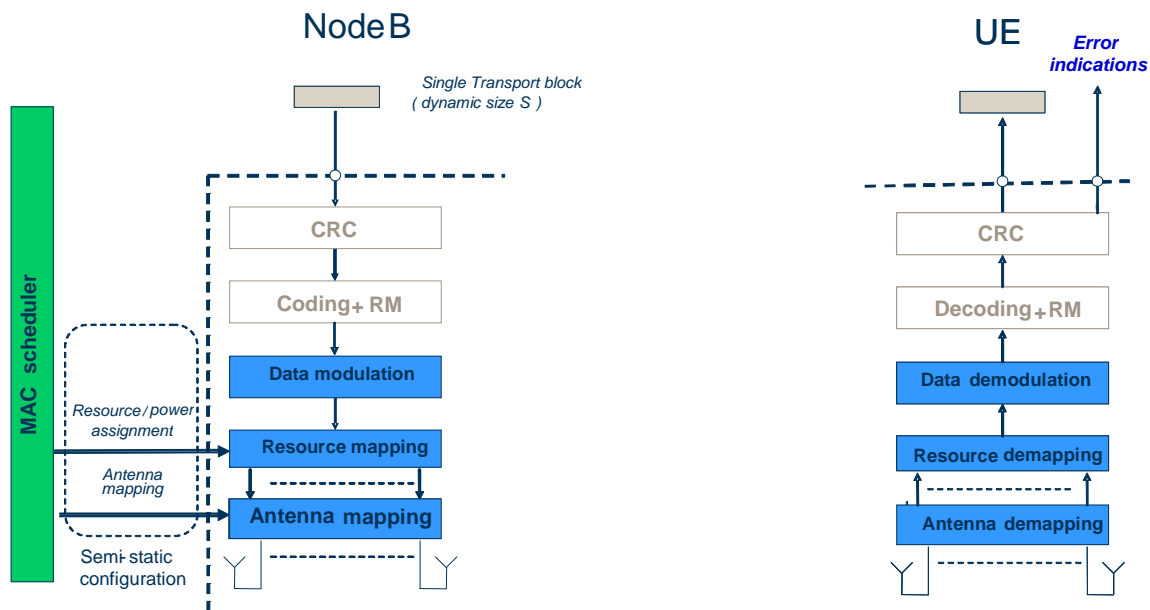 Node B
UE
Error
indications
Single Transport block
( dynamic size S )
MAC scheduler
CRC
Coding + RM
Data modulation
Resource / power
assignment
Resource mapping
Antenna
mapping
Antenna mapping
Semi-static
configuration
CRC
Decoding + RM
Data demodulation
Resource demapping
Antenna demapping